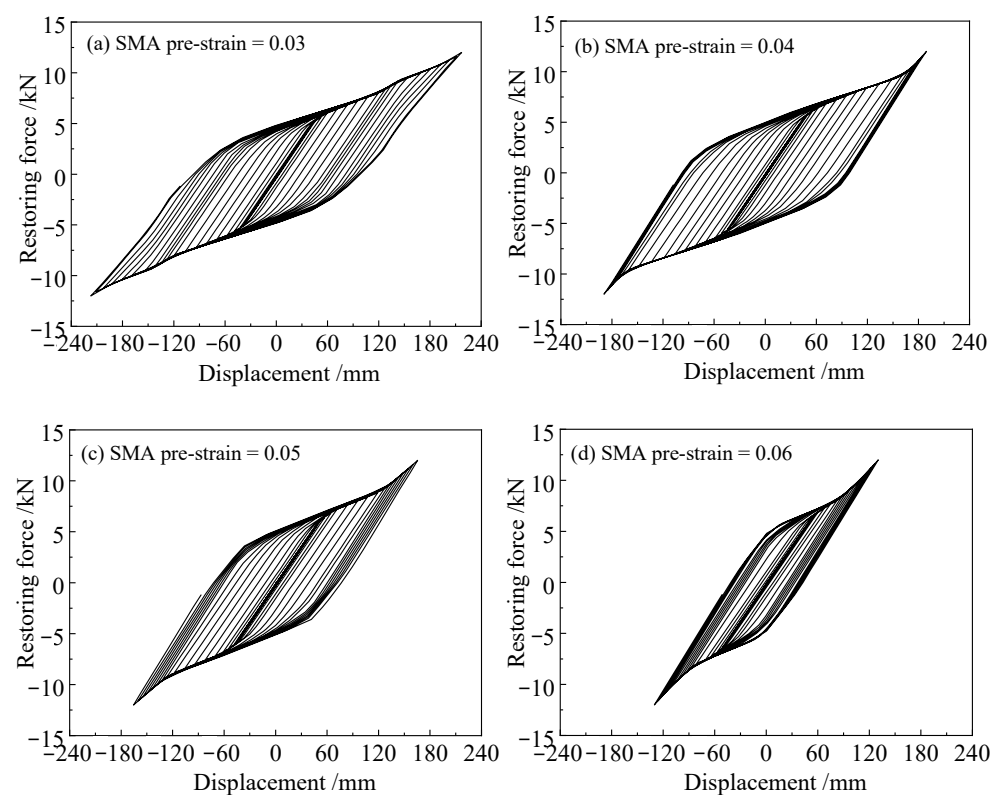 (a) SMA pre-strain = 0.03
Restoring force /kN
15
10
5
0
−5
−10
−15
−240 −180 −120 −60 0 60 120 180 240
Displacement /mm
(b) SMA pre-strain = 0.04
Restoring force /kN
15
10
5
0
−5
−10
−15
−240 −180 −120 −60 0 60 120 180 240
Displacement /mm
(c) SMA pre-strain = 0.05
Restoring force /kN
15
10
5
0
−5
−10
−15
−240 −180 −120 −60 0 60 120 180 240
Displacement /mm
(d) SMA pre-strain = 0.06
Restoring force /kN
15
10
5
0
−5
−10
−15
−240 −180 −120 −60 0 60 120 180 240
Displacement /mm